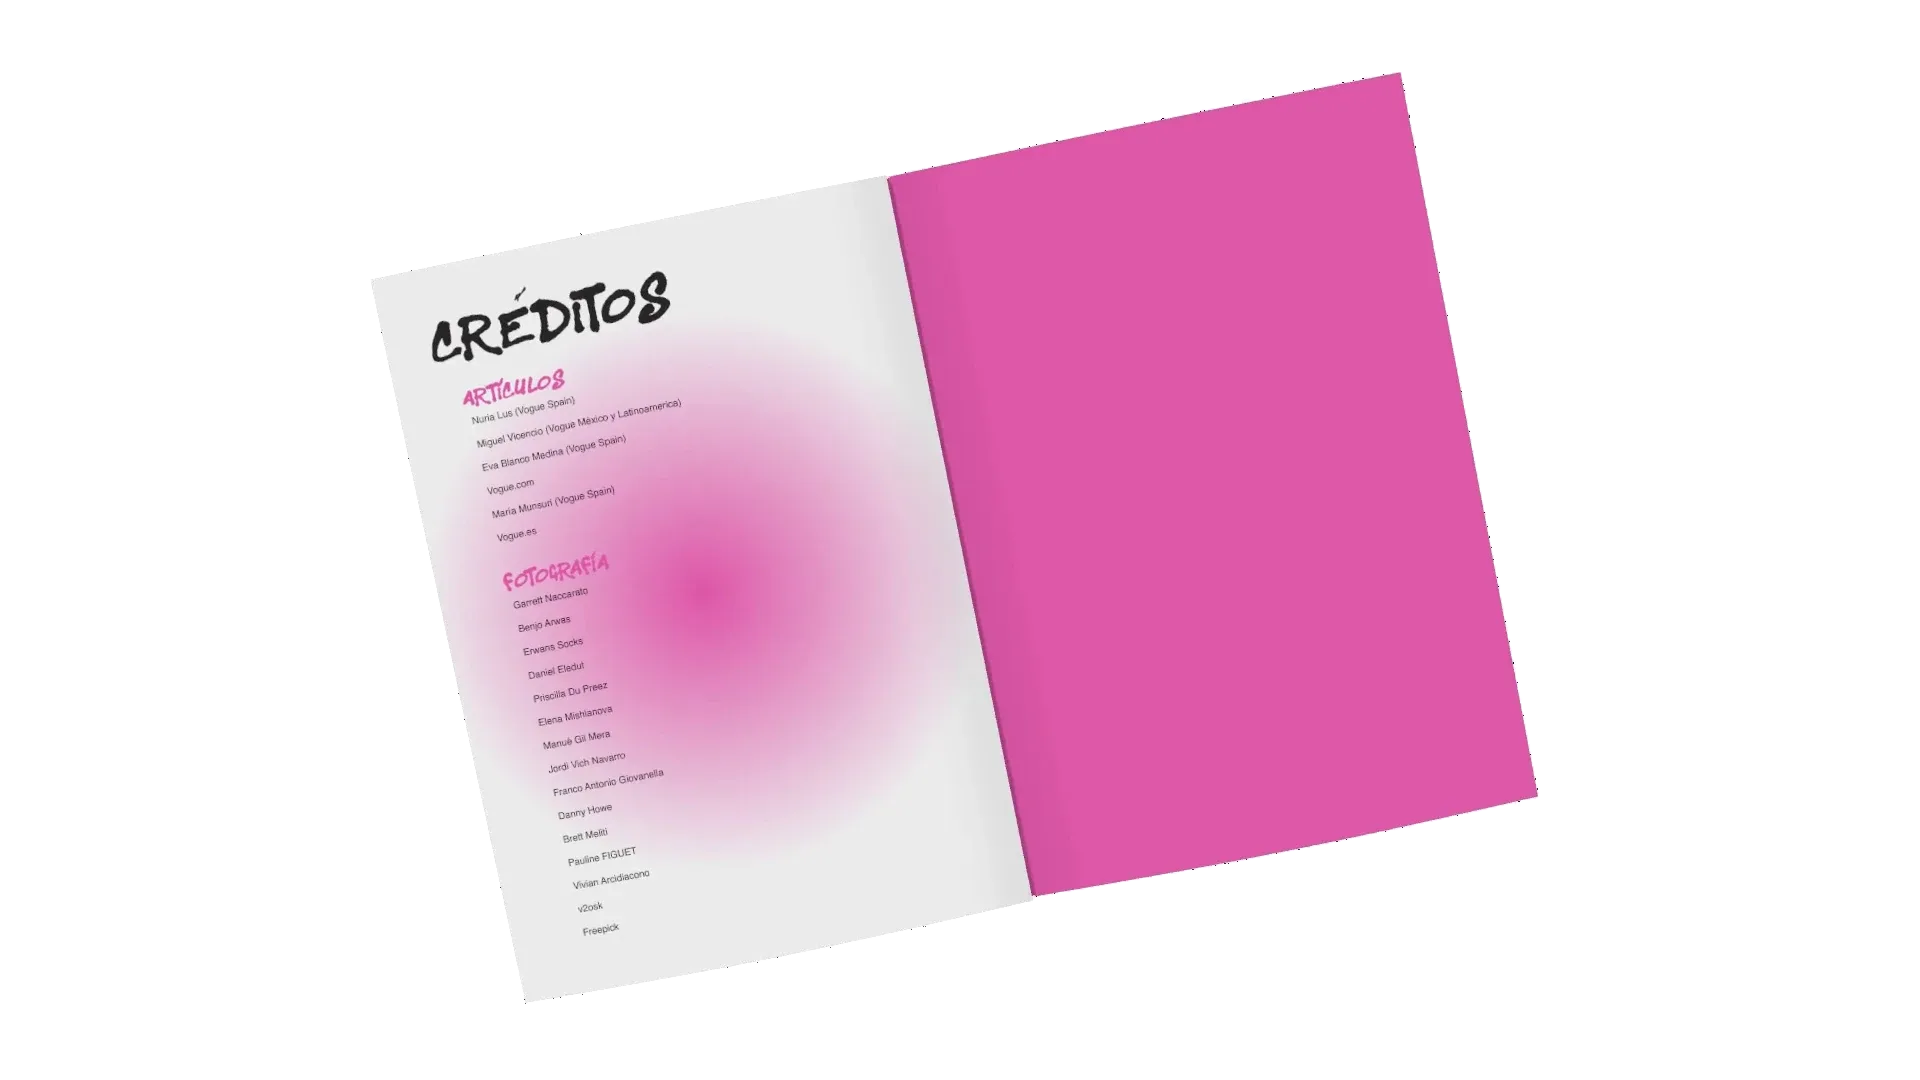 CRÉDITOS
ARTÍCULOS
Nuria Lus (Vogue Spain)
Miguel Vicencio (Vogue México y Latinoamerica)
Eva Blanco Medina (Vogue Spain)
Vogue.com
María Munsuri (Vogue Spain)
Vogue.es
FOTOGRAFÍA
Garrett Naccarato
Benjo Arwas
Erwans Socks
Daniel Eledut
Priscilla Du Preez
Elena Mishlanova
Manuè Gil Mera
Jordi Vich Navarro
Franco Antonio Giovanella
Danny Howe
Brett Meliti
Pauline FIGUET
Vivian Arcidiacono
v2osk
Freepick